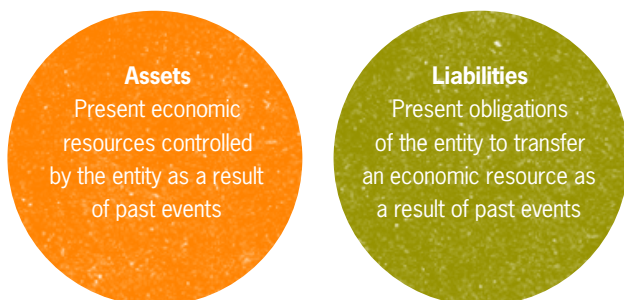 Assets
Present economic
resources controlled
by the entity as a result
of past events
Liabilities
Present obligations
of the entity to transfer
an economic resource as
a result of past events